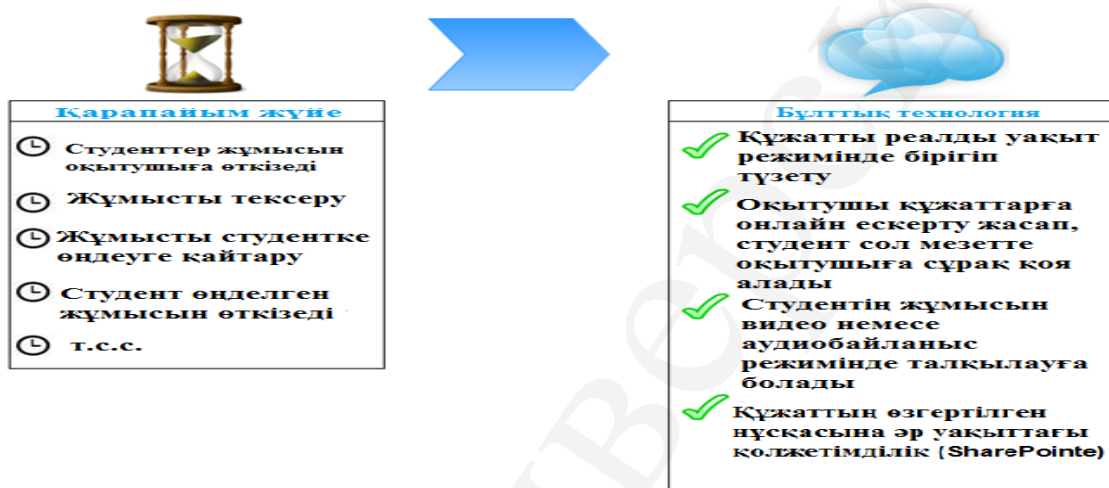 Қарапайым жүйе
Студенттер жұмысын
оқытушыға өткізеді
Жұмысты тексеру
Жұмысты студентке
өңдеуге қайтару
Студент өңделген
жұмысын өткізеді
т.с.с.
Бұлттық технология
Құжатты реалды уақыт
режимінде бірігіп
түзету
Оқытушы құжаттарға
онлайн ескерту жасап,
студент сол мезетте
оқытушыға сұрақ қоя
алады
Студентің жұмысын
видео немесе
аудиобайланыс
режимінде талқылауға
болады
Құжаттың өзгертілген
нұсқасына әр уақыттағы
қолжетімділік (SharePointe)